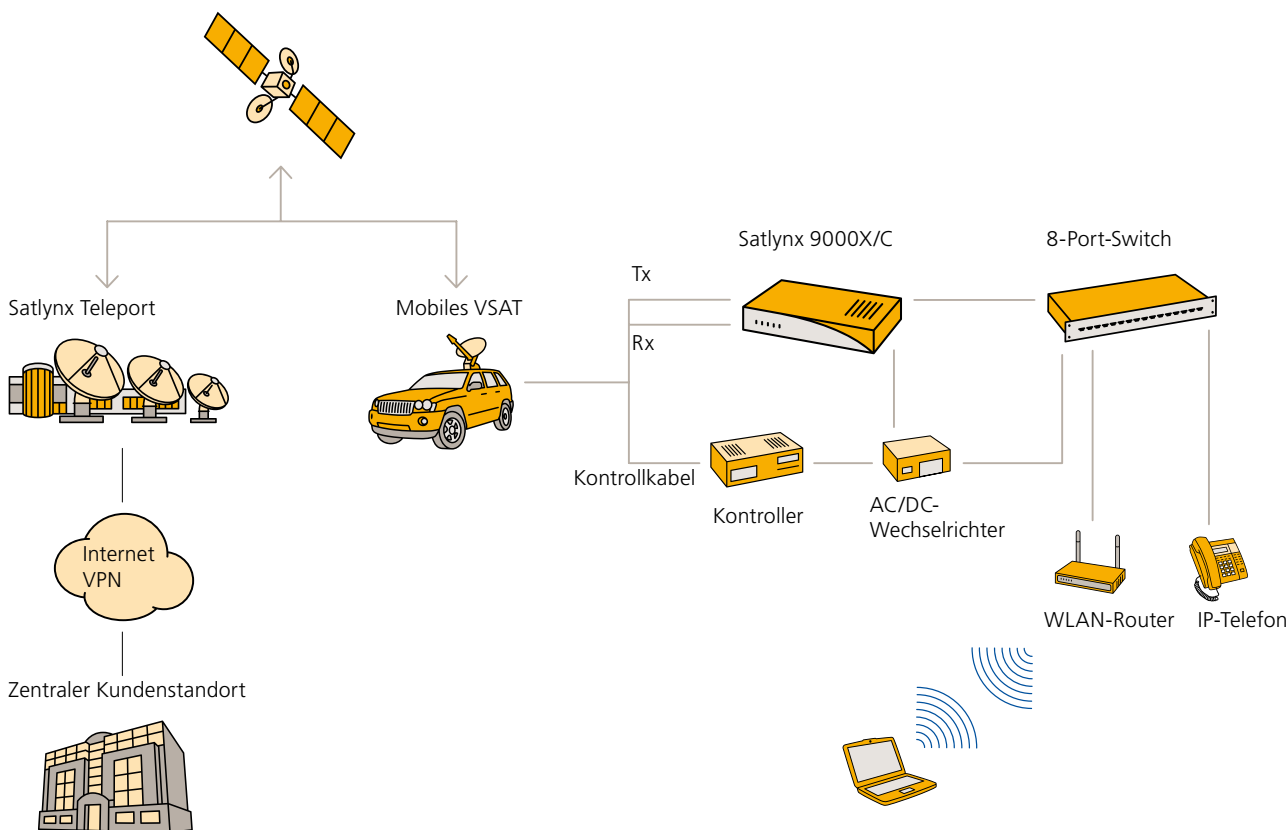 Satlynx 9000X/C
8-Port-Switch
Tx
Satlynx Teleport
Mobiles VSAT
Rx
Kontrollkabel
Kontroller
AC/DC-
Wechselrichter
Internet
VPN
WLAN-Router
IP-Telefon
Zentraler Kundenstandort